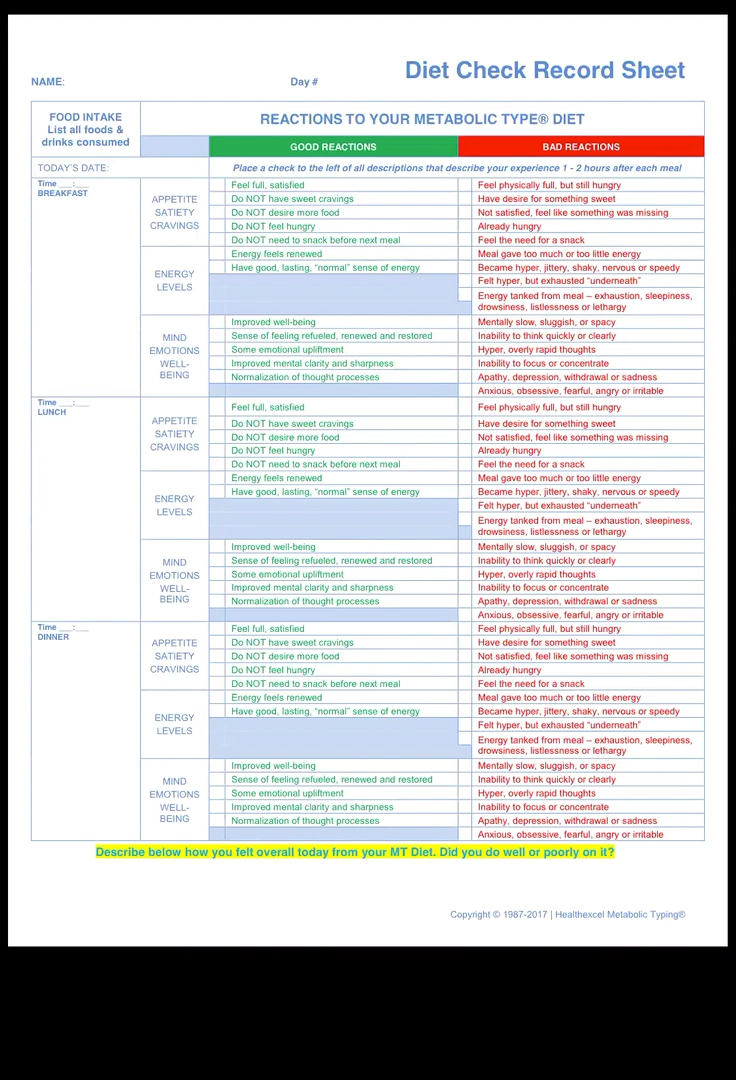 Diet Check Record Sheet
NAME:
Day #
FOOD INTAKE
List all foods &
drinks consumed
REACTIONS TO YOUR METABOLIC TYPE® DIET
GOOD REACTIONS
BAD REACTIONS
TODAY'S DATE:
Place a check to the left of all descriptions that describe your experience 1 - 2 hours after each meal
Time ___:___
BREAKFAST
APPETITE
SATIETY
CRAVINGS
Feel full, satisfied
Do NOT have sweet cravings
Do NOT desire more food
Do NOT feel hungry
Do NOT need to snack before next meal
Feel physically full, but still hungry
Have desire for something sweet
Not satisfied, feel like something was missing
Already hungry
Feel the need for a snack
ENERGY
LEVELS
Energy feels renewed
Have good, lasting, “normal” sense of energy
Meal gave too much or too little energy
Became hyper, jittery, shaky, nervous or speedy
Felt hyper, but exhausted “underneath”
Energy tanked from meal – exhaustion, sleepiness,
drowsiness, listlessness or lethargy
MIND
EMOTIONS
WELL-
BEING
Improved well-being
Sense of feeling refueled, renewed and restored
Some emotional upliftment
Improved mental clarity and sharpness
Normalization of thought processes
Mentally slow, sluggish, or spacy
Inability to think quickly or clearly
Hyper, overly rapid thoughts
Inability to focus or concentrate
Apathy, depression, withdrawal or sadness
Anxious, obsessive, fearful, angry or irritable
Time ___:___
LUNCH
APPETITE
SATIETY
CRAVINGS
Feel full, satisfied
Do NOT have sweet cravings
Do NOT desire more food
Do NOT feel hungry
Do NOT need to snack before next meal
Feel physically full, but still hungry
Have desire for something sweet
Not satisfied, feel like something was missing
Already hungry
Feel the need for a snack
ENERGY
LEVELS
Energy feels renewed
Have good, lasting, “normal” sense of energy
Meal gave too much or too little energy
Became hyper, jittery, shaky, nervous or speedy
Felt hyper, but exhausted “underneath”
Energy tanked from meal – exhaustion, sleepiness,
drowsiness, listlessness or lethargy
MIND
EMOTIONS
WELL-
BEING
Improved well-being
Sense of feeling refueled, renewed and restored
Some emotional upliftment
Improved mental clarity and sharpness
Normalization of thought processes
Mentally slow, sluggish, or spacy
Inability to think quickly or clearly
Hyper, overly rapid thoughts
Inability to focus or concentrate
Apathy, depression, withdrawal or sadness
Anxious, obsessive, fearful, angry or irritable
Time ___:___
DINNER
APPETITE
SATIETY
CRAVINGS
Feel full, satisfied
Do NOT have sweet cravings
Do NOT desire more food
Do NOT feel hungry
Do NOT need to snack before next meal
Feel physically full, but still hungry
Have desire for something sweet
Not satisfied, feel like something was missing
Already hungry
Feel the need for a snack
ENERGY
LEVELS
Energy feels renewed
Have good, lasting, “normal” sense of energy
Meal gave too much or too little energy
Became hyper, jittery, shaky, nervous or speedy
Felt hyper, but exhausted “underneath”
Energy tanked from meal – exhaustion, sleepiness,
drowsiness, listlessness or lethargy
MIND
EMOTIONS
WELL-
BEING
Improved well-being
Sense of feeling refueled, renewed and restored
Some emotional upliftment
Improved mental clarity and sharpness
Normalization of thought processes
Mentally slow, sluggish, or spacy
Inability to think quickly or clearly
Hyper, overly rapid thoughts
Inability to focus or concentrate
Apathy, depression, withdrawal or sadness
Anxious, obsessive, fearful, angry or irritable
Describe below how you felt overall today from your MT Diet. Did you do well or poorly on it?
Copyright © 1987-2017 | Healthexcel Metabolic Typing®